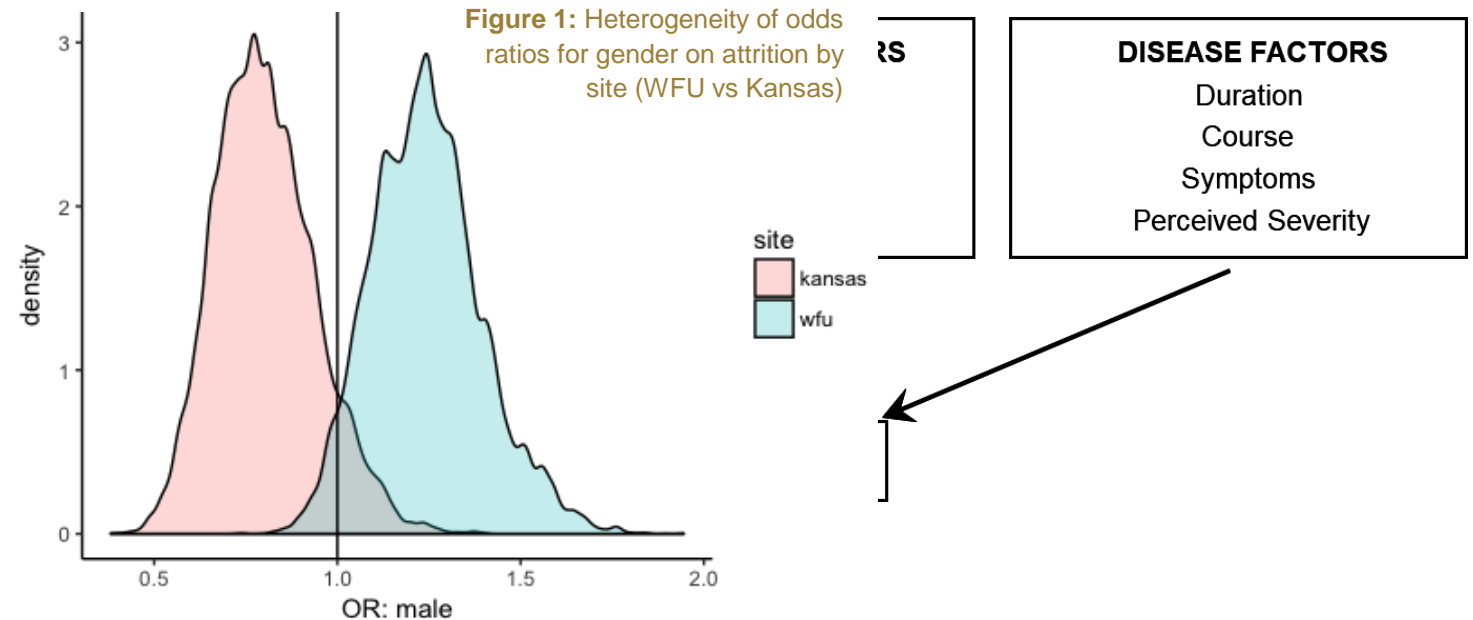 Figure 1: Heterogeneity of odds
ratios for gender on attrition by
site (WFU vs Kansas)
3
2
1
0
density
0.5
1.0
1.5
2.0
OR: male
site
kansas
wfu
RS
DISEASE FACTORS
Duration
Course
Symptoms
Perceived Severity